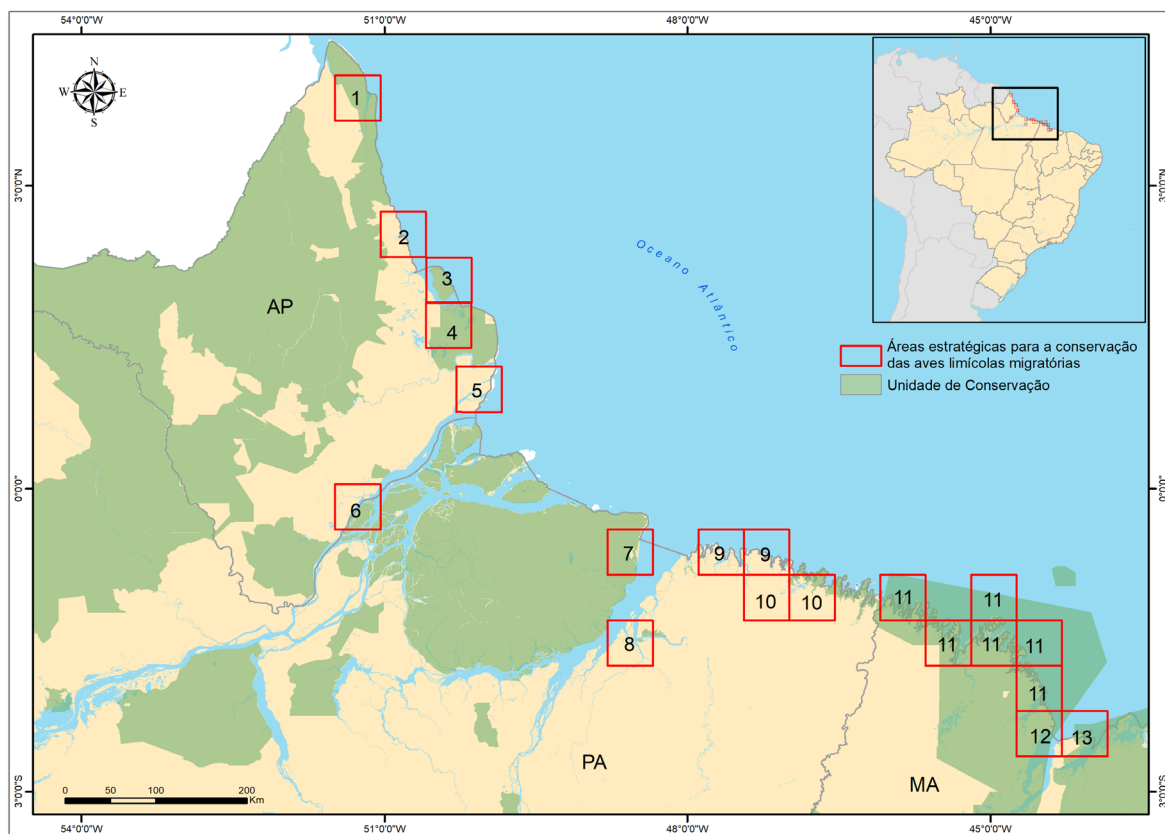 54°0'0"W
51°0'0"W
48°0'0"W
45°0'0"W
N
W
E
S
3°0'0"N
3°0'0"N
1
2
3
4
5
6
7
8
9
9
10
10
11
11
11
11
11
11
12
13
AP
PA
MA
Oceano Atlântico
Áreas estratégicas para a conservação
das aves limícolas migratórias
Unidade de Conservação
0°0'0"
0°0'0"
0
50
100
200
Km
3°0'0"S
3°0'0"S
54°0'0"W
51°0'0"W
48°0'0"W
45°0'0"W